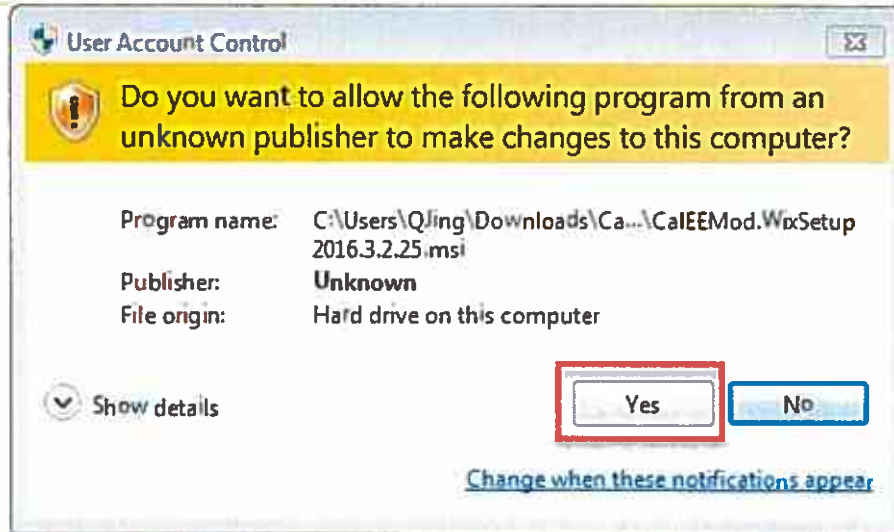 User Account Control
Do you want to allow the following program from an
unknown publisher to make changes to this computer?
Program name: C:\Users\QJing\Downloads\Ca...\CalEEMod.WixSetup
2016.3.2.25.msi
Publisher: Unknown
File origin: Hard drive on this computer
Show details
Yes No
Change when these notifications appear